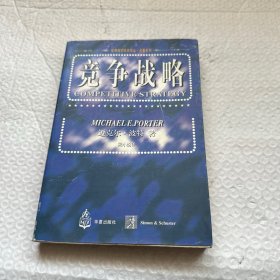 竞争战略
COMPETITIVE STRATEGY
MICHAEL E.PORTER
迈克尔·波特 著
华夏出版社
Simon & Schuster